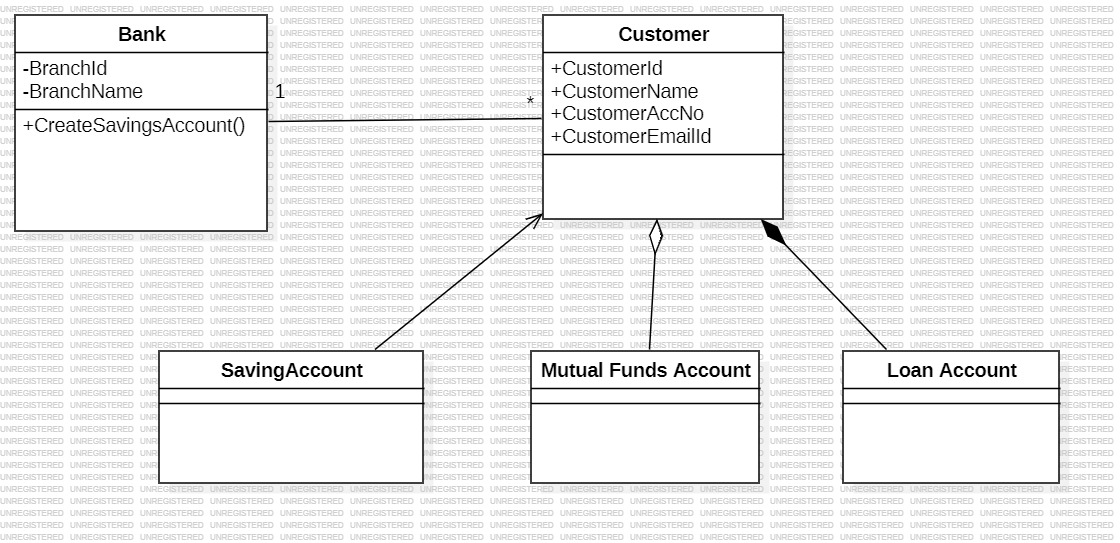 Bank
-BranchId
-BranchName
+CreateSavingsAccount()
1
*
Customer
+CustomerId
+CustomerName
+CustomerAccNo
+CustomerEmailId
SavingAccount
Mutual Funds Account
Loan Account
UNREGISTERED